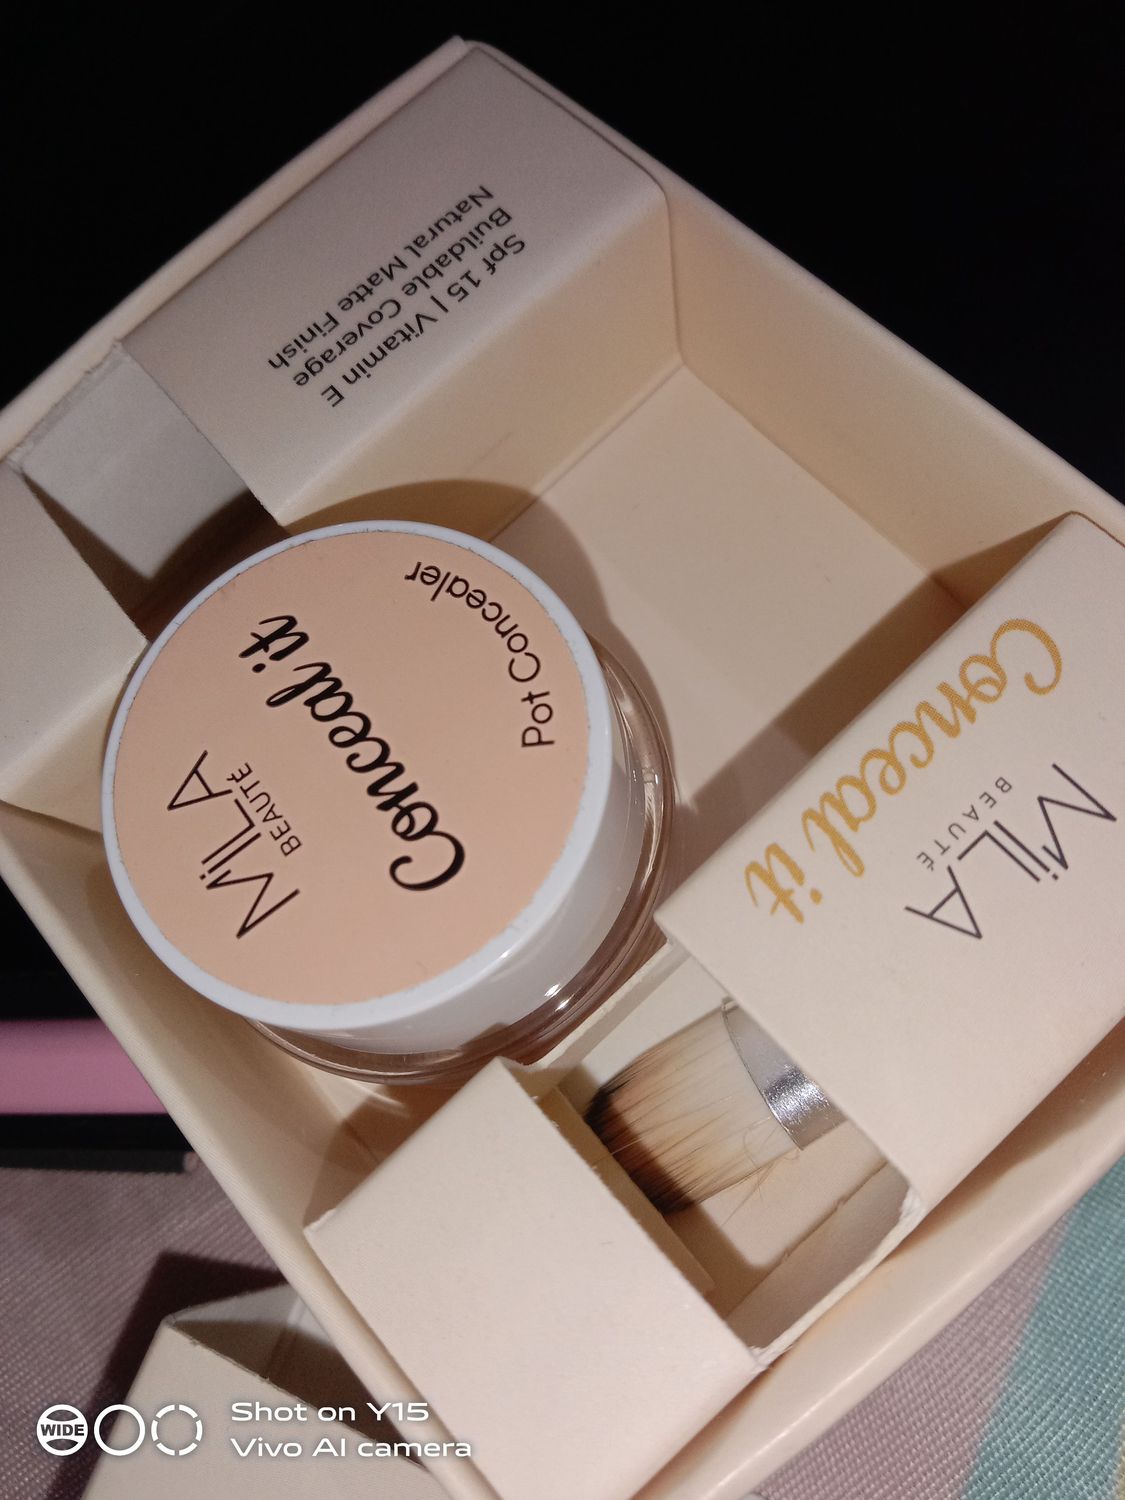 Spf 15 | Vitamin E
Buildable Coverage
Natural Matte Finish
MILA
BEAUTÉ
Conceal it
Pot Concealer
MILA
BEAUTÉ
Conceal it
WIDE
Shot on Y15
Vivo AI camera